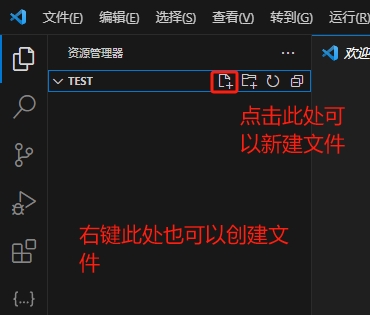 文件(F) 编辑(E) 选择(S) 查看(V) 转到(G) 运行(R)
资源管理器 ···
TEST
点击此处可
以新建文件
右键此处也可以创建文
件
{...}